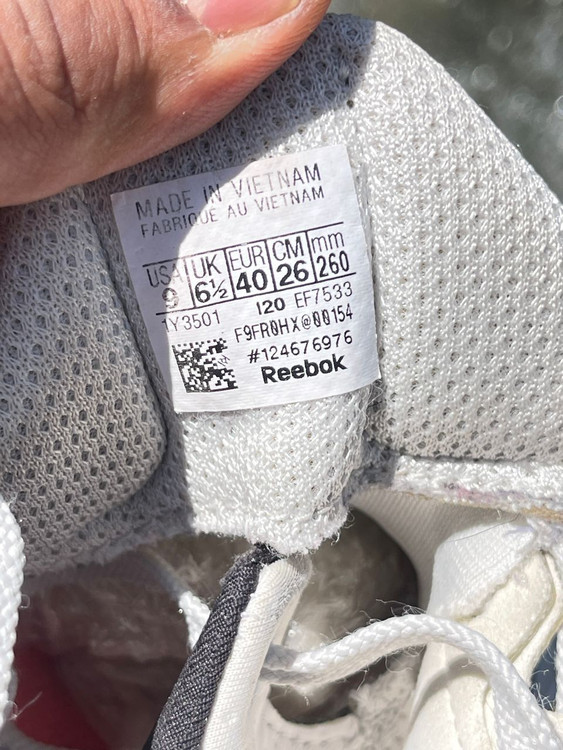 MADE IN VIETNAM
FABRIQUE AU VIETNAM
USA UK EUR CM mm
9 6½ 40 26 260
1Y3501 120 EF7533
F9FR0HX@00154
#124676976
Reebok